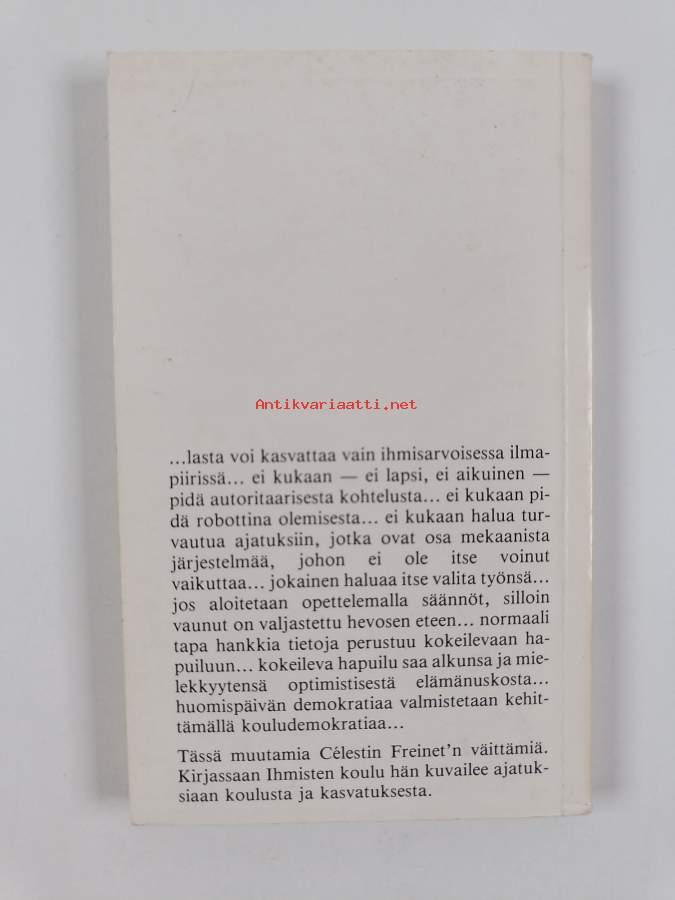 Antikvariaatti.net
...lasta voi kasvattaa vain ihmisarvoisessa ilma-
piirissä... ei kukaan — ei lapsi, ei aikuinen —
pidä autoritaarisesta kohtelusta... ei kukaan pi-
dä robottina olemisesta... ei kukaan halua tur-
vautua ajatuksiin, jotka ovat osa mekaanista
järjestelmää, johon ei ole itse voinut
vaikuttaa... jokainen haluaa itse valita työnsä...
jos aloitetaan opettelemalla säännöt, silloin
vaunut on valjastettu hevosen eteen... normaali
tapa hankkia tietoja perustuu kokeilevaan ha-
puiluun... kokeileva hapuilu saa alkunsa ja mie-
lekkyytensä optimistisestä elämänuskosta...
huomispäivän demokratiaa valmistetaan kehit-
tämällä kouludemokratiaa...
Tässä muutamia Célestin Freinet'n väittämiä.
Kirjassaan Ihmisten koulu hän kuvailee ajatuk-
siaan koulusta ja kasvatuksesta.